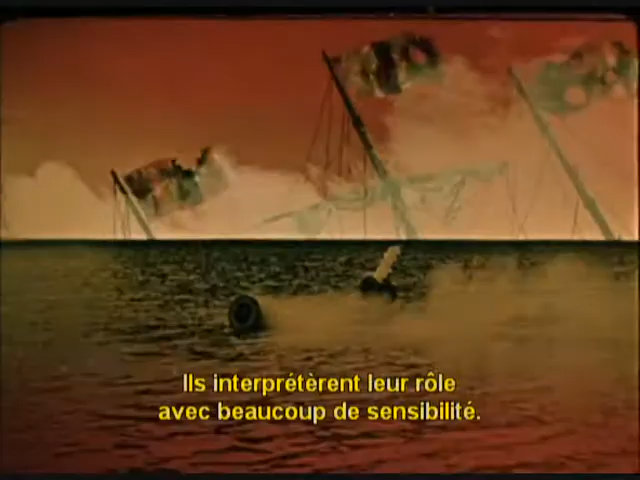 Ils interprétèrent leur rôle
avec beaucoup de sensibilité.